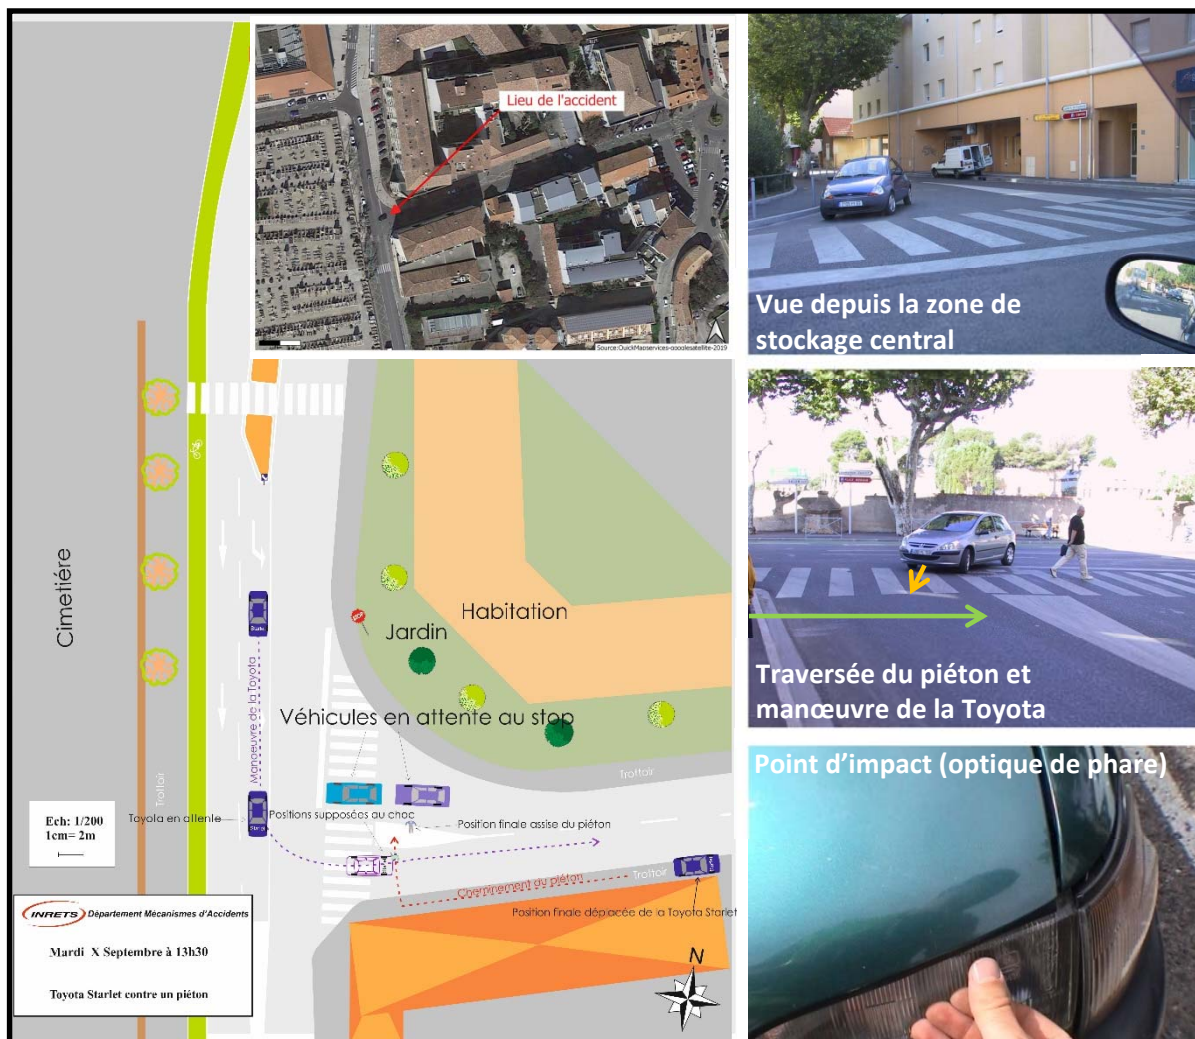 Lieu de l'accident
Source:QuickMapservices-googlesatellite-2019
Vue depuis la zone de
stockage central
Cimetiére
Habitation
Jardin
STOP
Manoeuvre de la Toyota
Véhicules en attente au stop
Trottoir
Trottoir
Ech: 1/200
1cm= 2m
Toyota en attente
Positions supposées au choc
Position finale assise du piéton
Cheminement du piéton
Trottoir
Position finale déplacée de la Toyota Starlet
INRETS Département Mécanismes d'Accidents
Mardi X Septembre à 13h30
Toyota Starlet contre un piéton
N
Traversée du piéton et
manœuvre de la Toyota
Point d'impact (optique de phare)